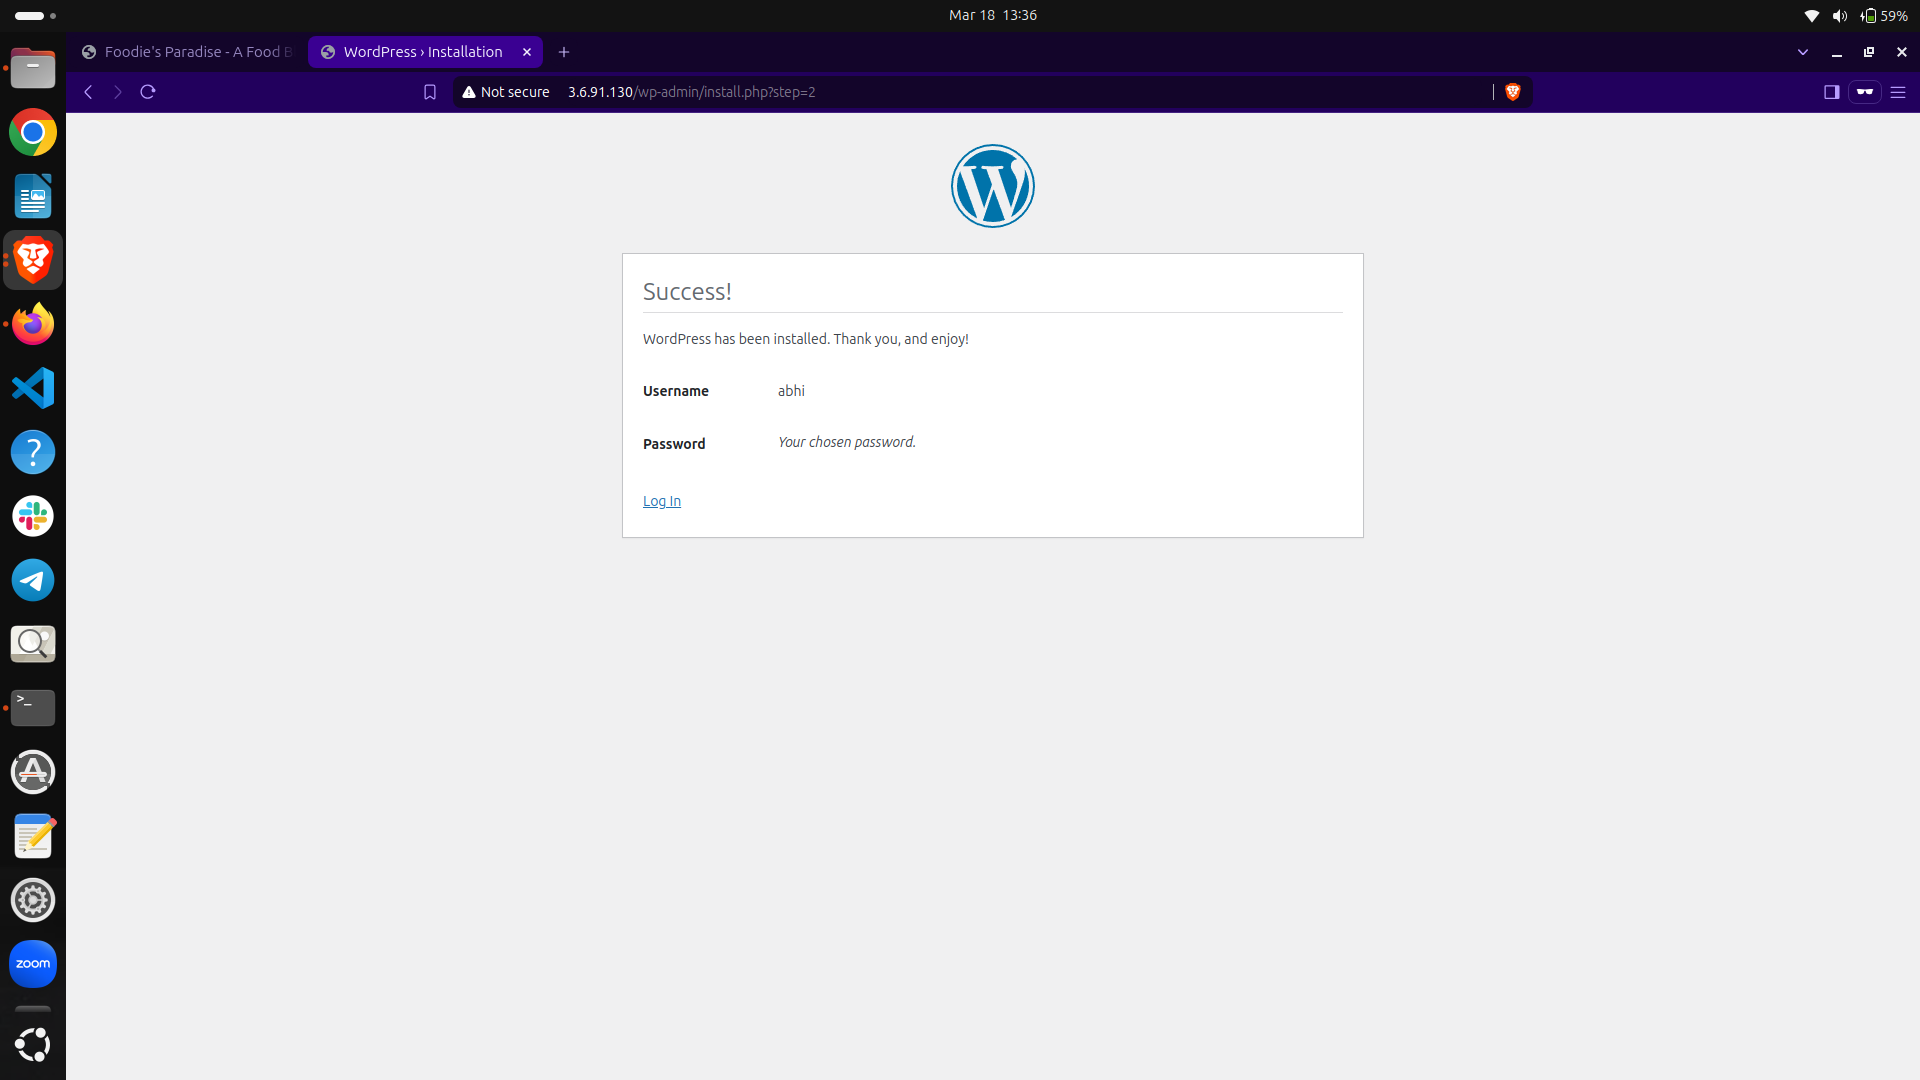 Mar 18 13:36
59%
Foodie's Paradise - A Food B
WordPress › Installation
Not secure
3.6.91.130/wp-admin/install.php?step=2
W
Success!
WordPress has been installed. Thank you, and enjoy!
Username abhi
Password Your chosen password.
Log In
?
>_
A
zoom